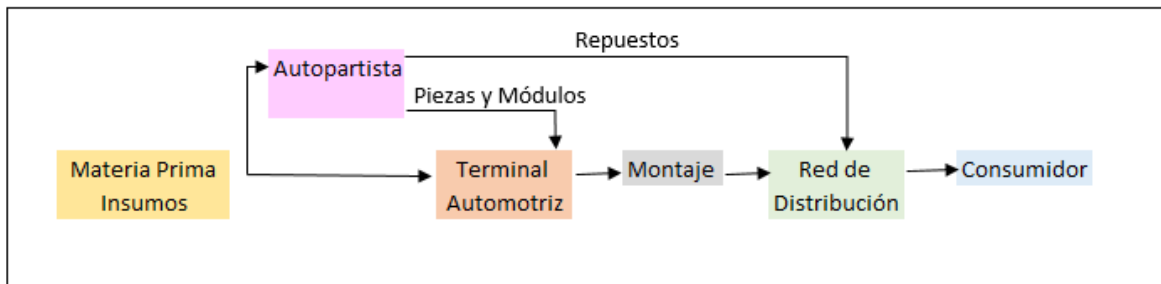 Repuestos
Autopartista
Piezas y Módulos
Materia Prima
Insumos
Terminal
Automotriz
Montaje
Red de
Distribución
Consumidor